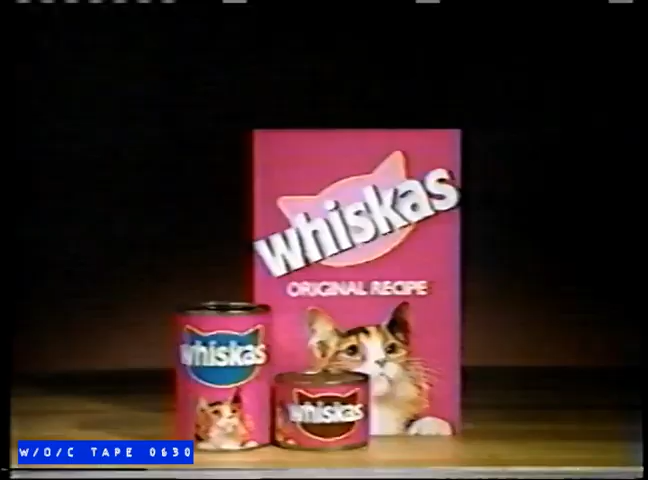 whiskas
ORIGINAL RECIPE
whiskas
whiskas
W/O/C TAPE 0630